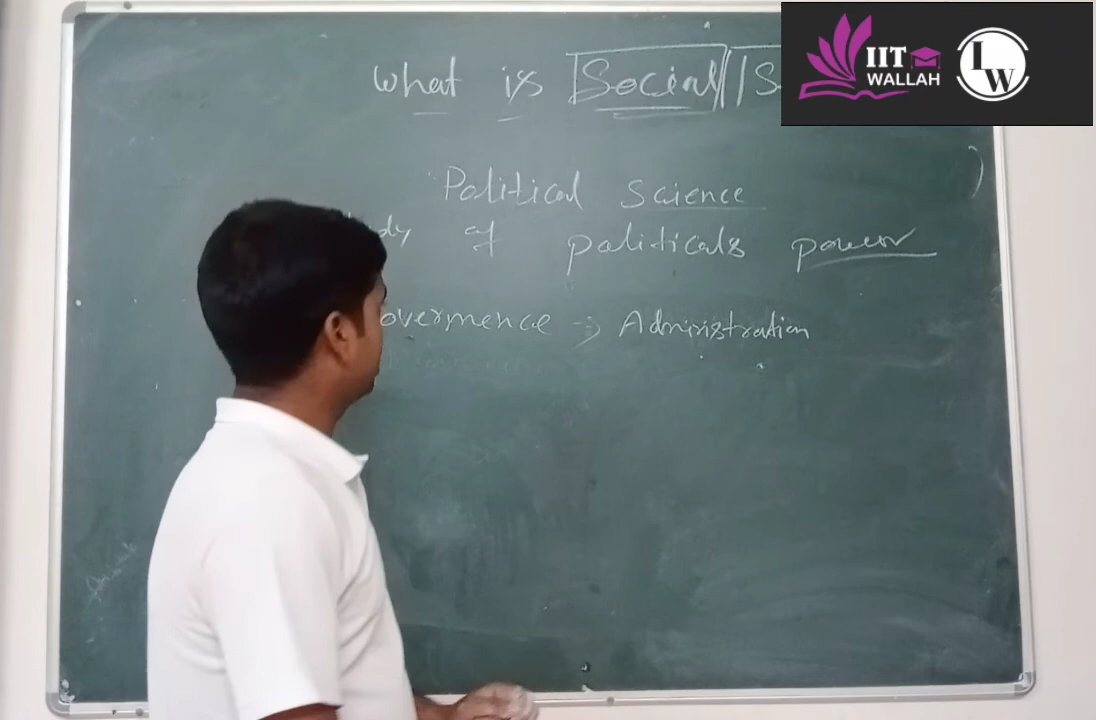 What is Social S
IIT
WALLAH
LW
Political Science
dy of politicals power
overmence → Administration